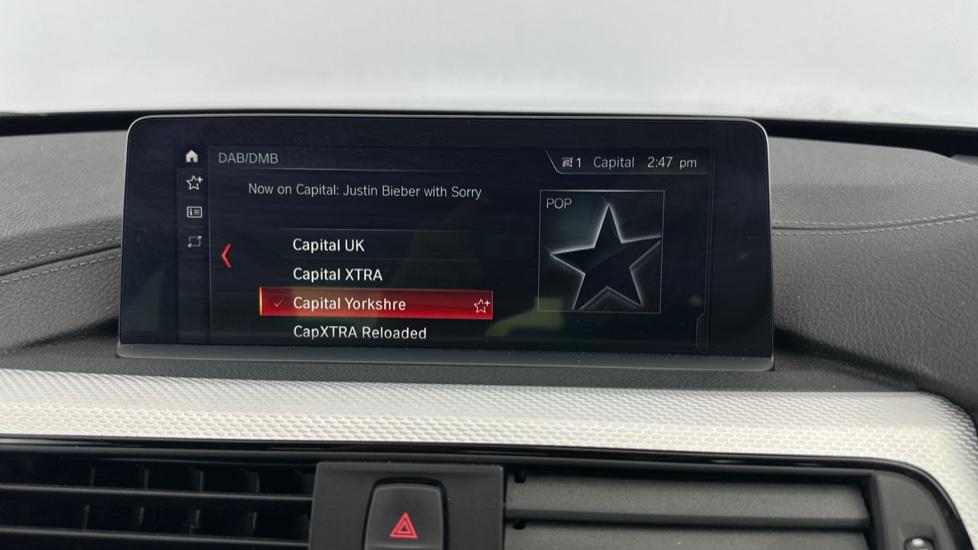 DAB/DMB
1 Capital 2:47 pm
Now on Capital: Justin Bieber with Sorry
POP
Capital UK
Capital XTRA
Capital Yorkshre
CapXTRA Reloaded